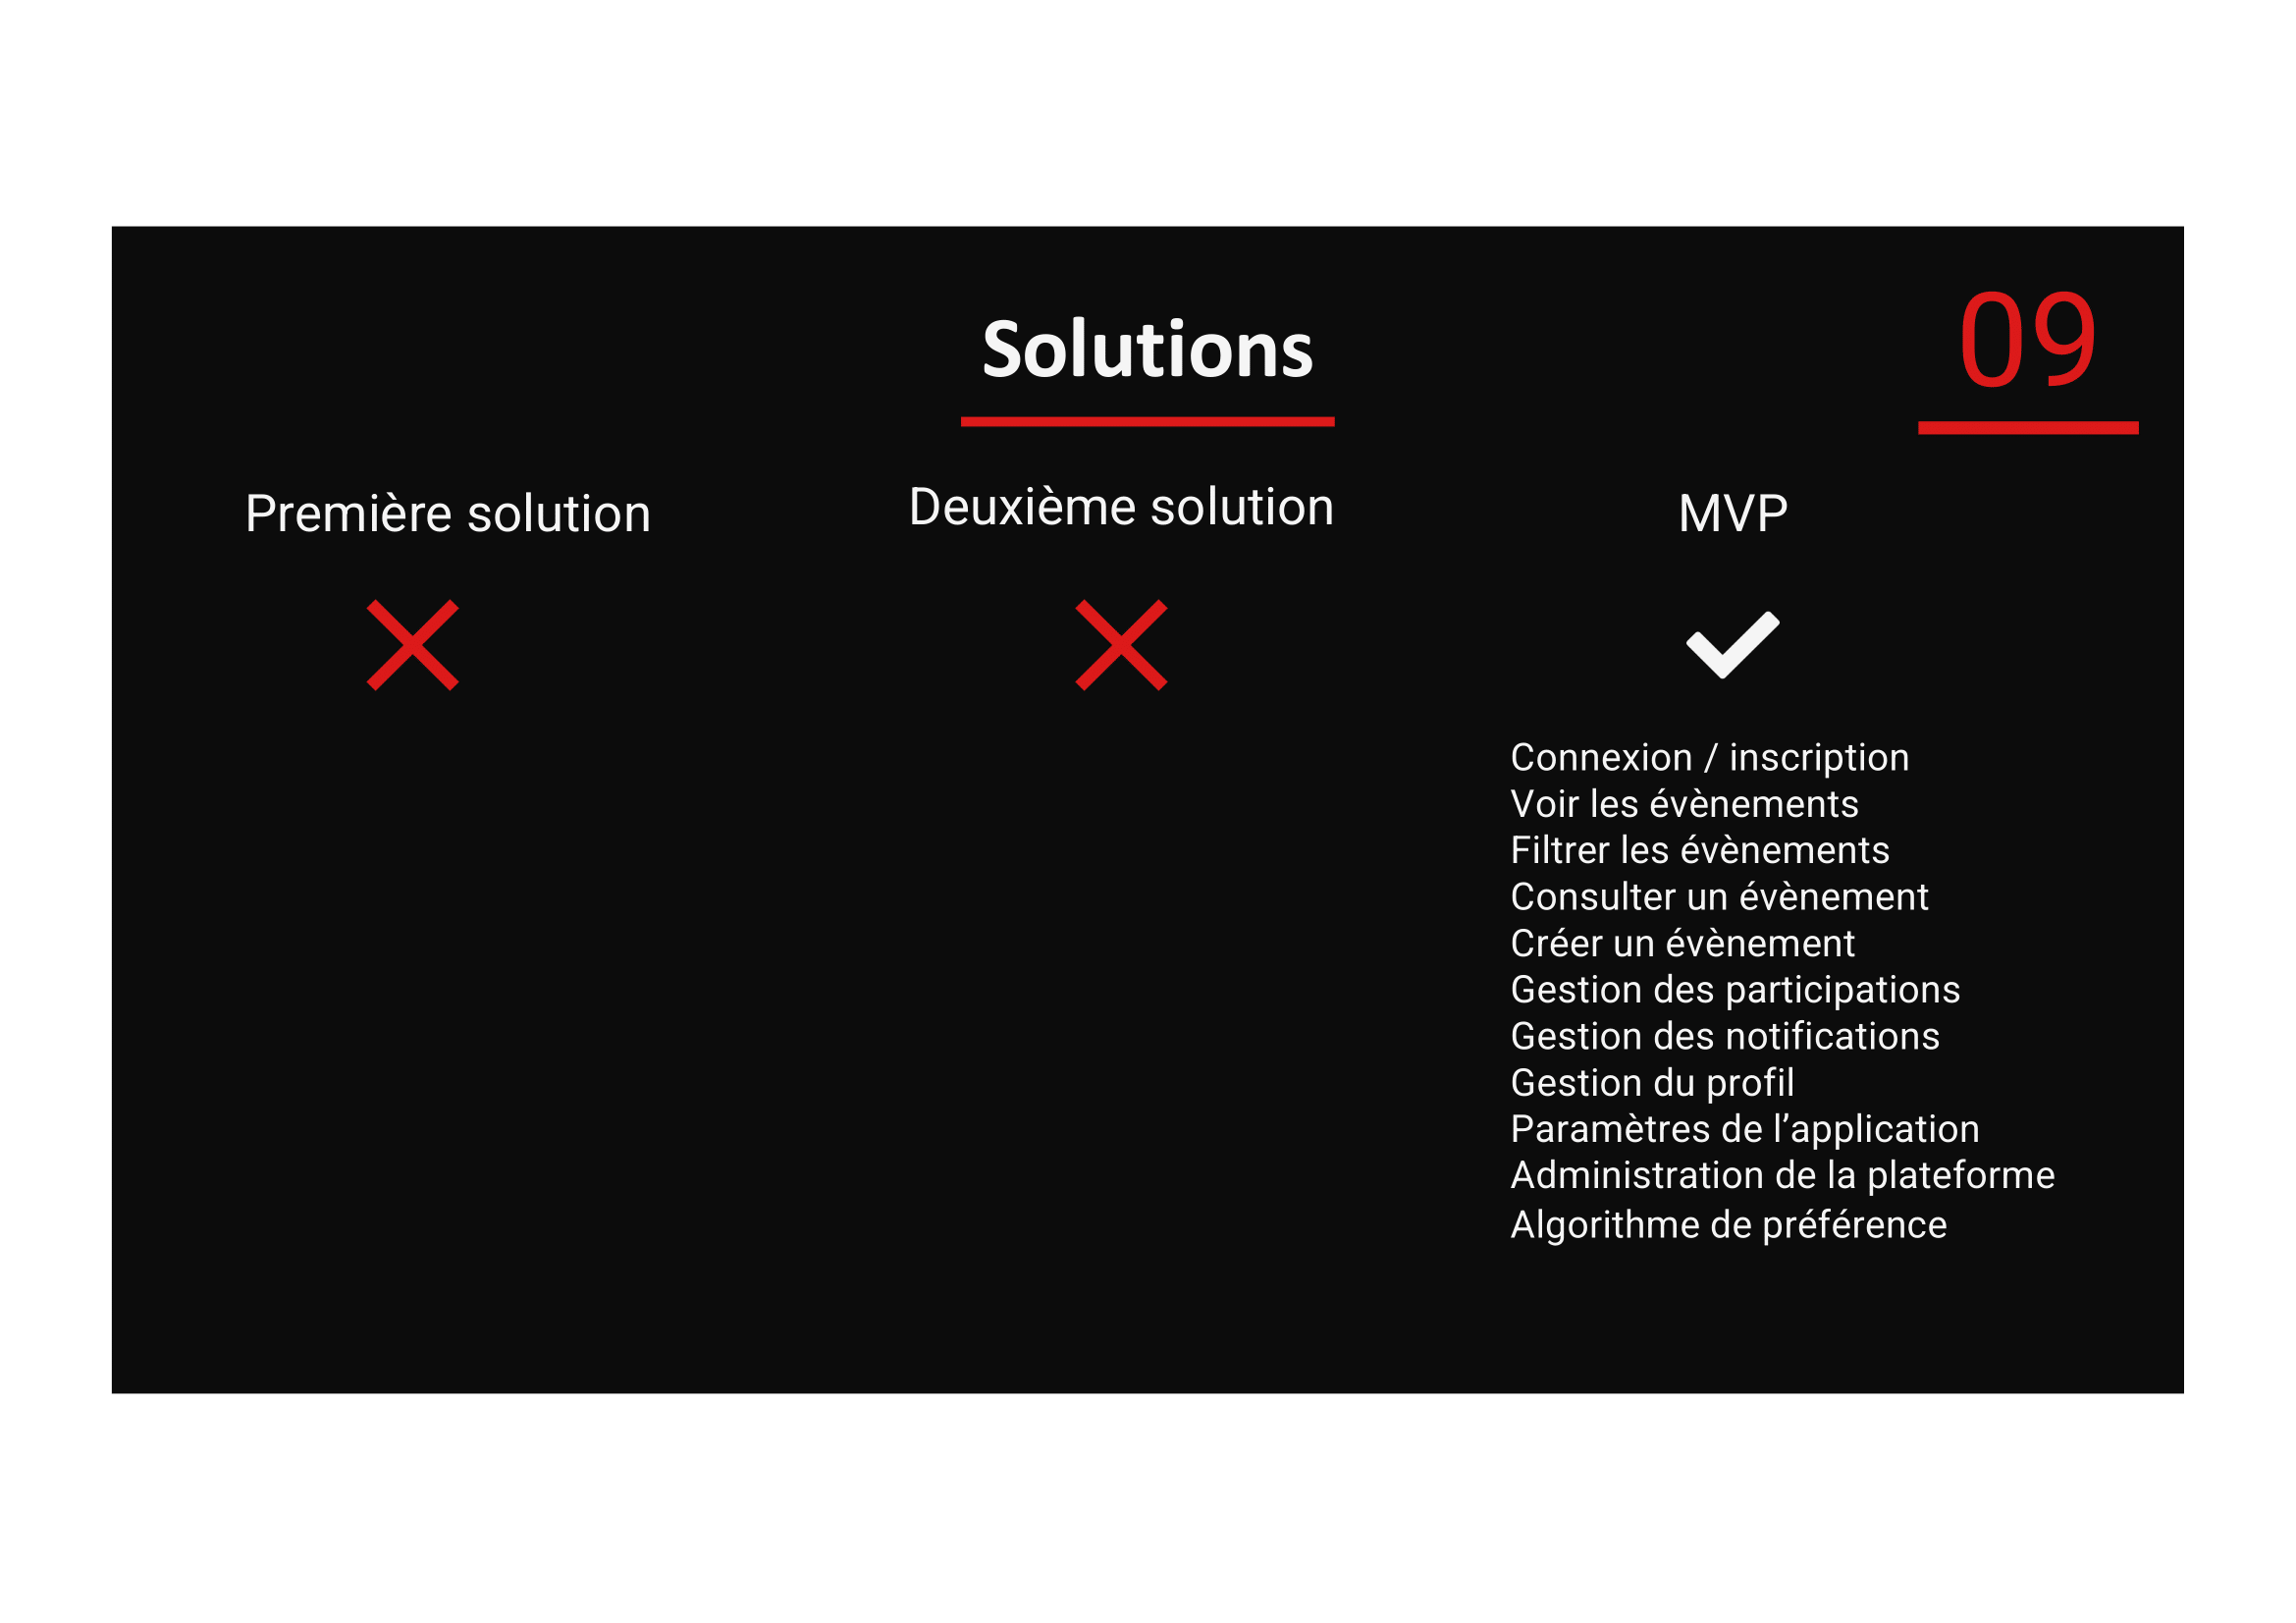 Solutions
09
Première solution
Deuxième solution
MVP
Connexion / inscription
Voir les évènements
Filtrer les évènements
Consulter un évènement
Créer un évènement
Gestion des participations
Gestion des notifications
Gestion du profil
Paramètres de l’application
Administration de la plateforme
Algorithme de préférence